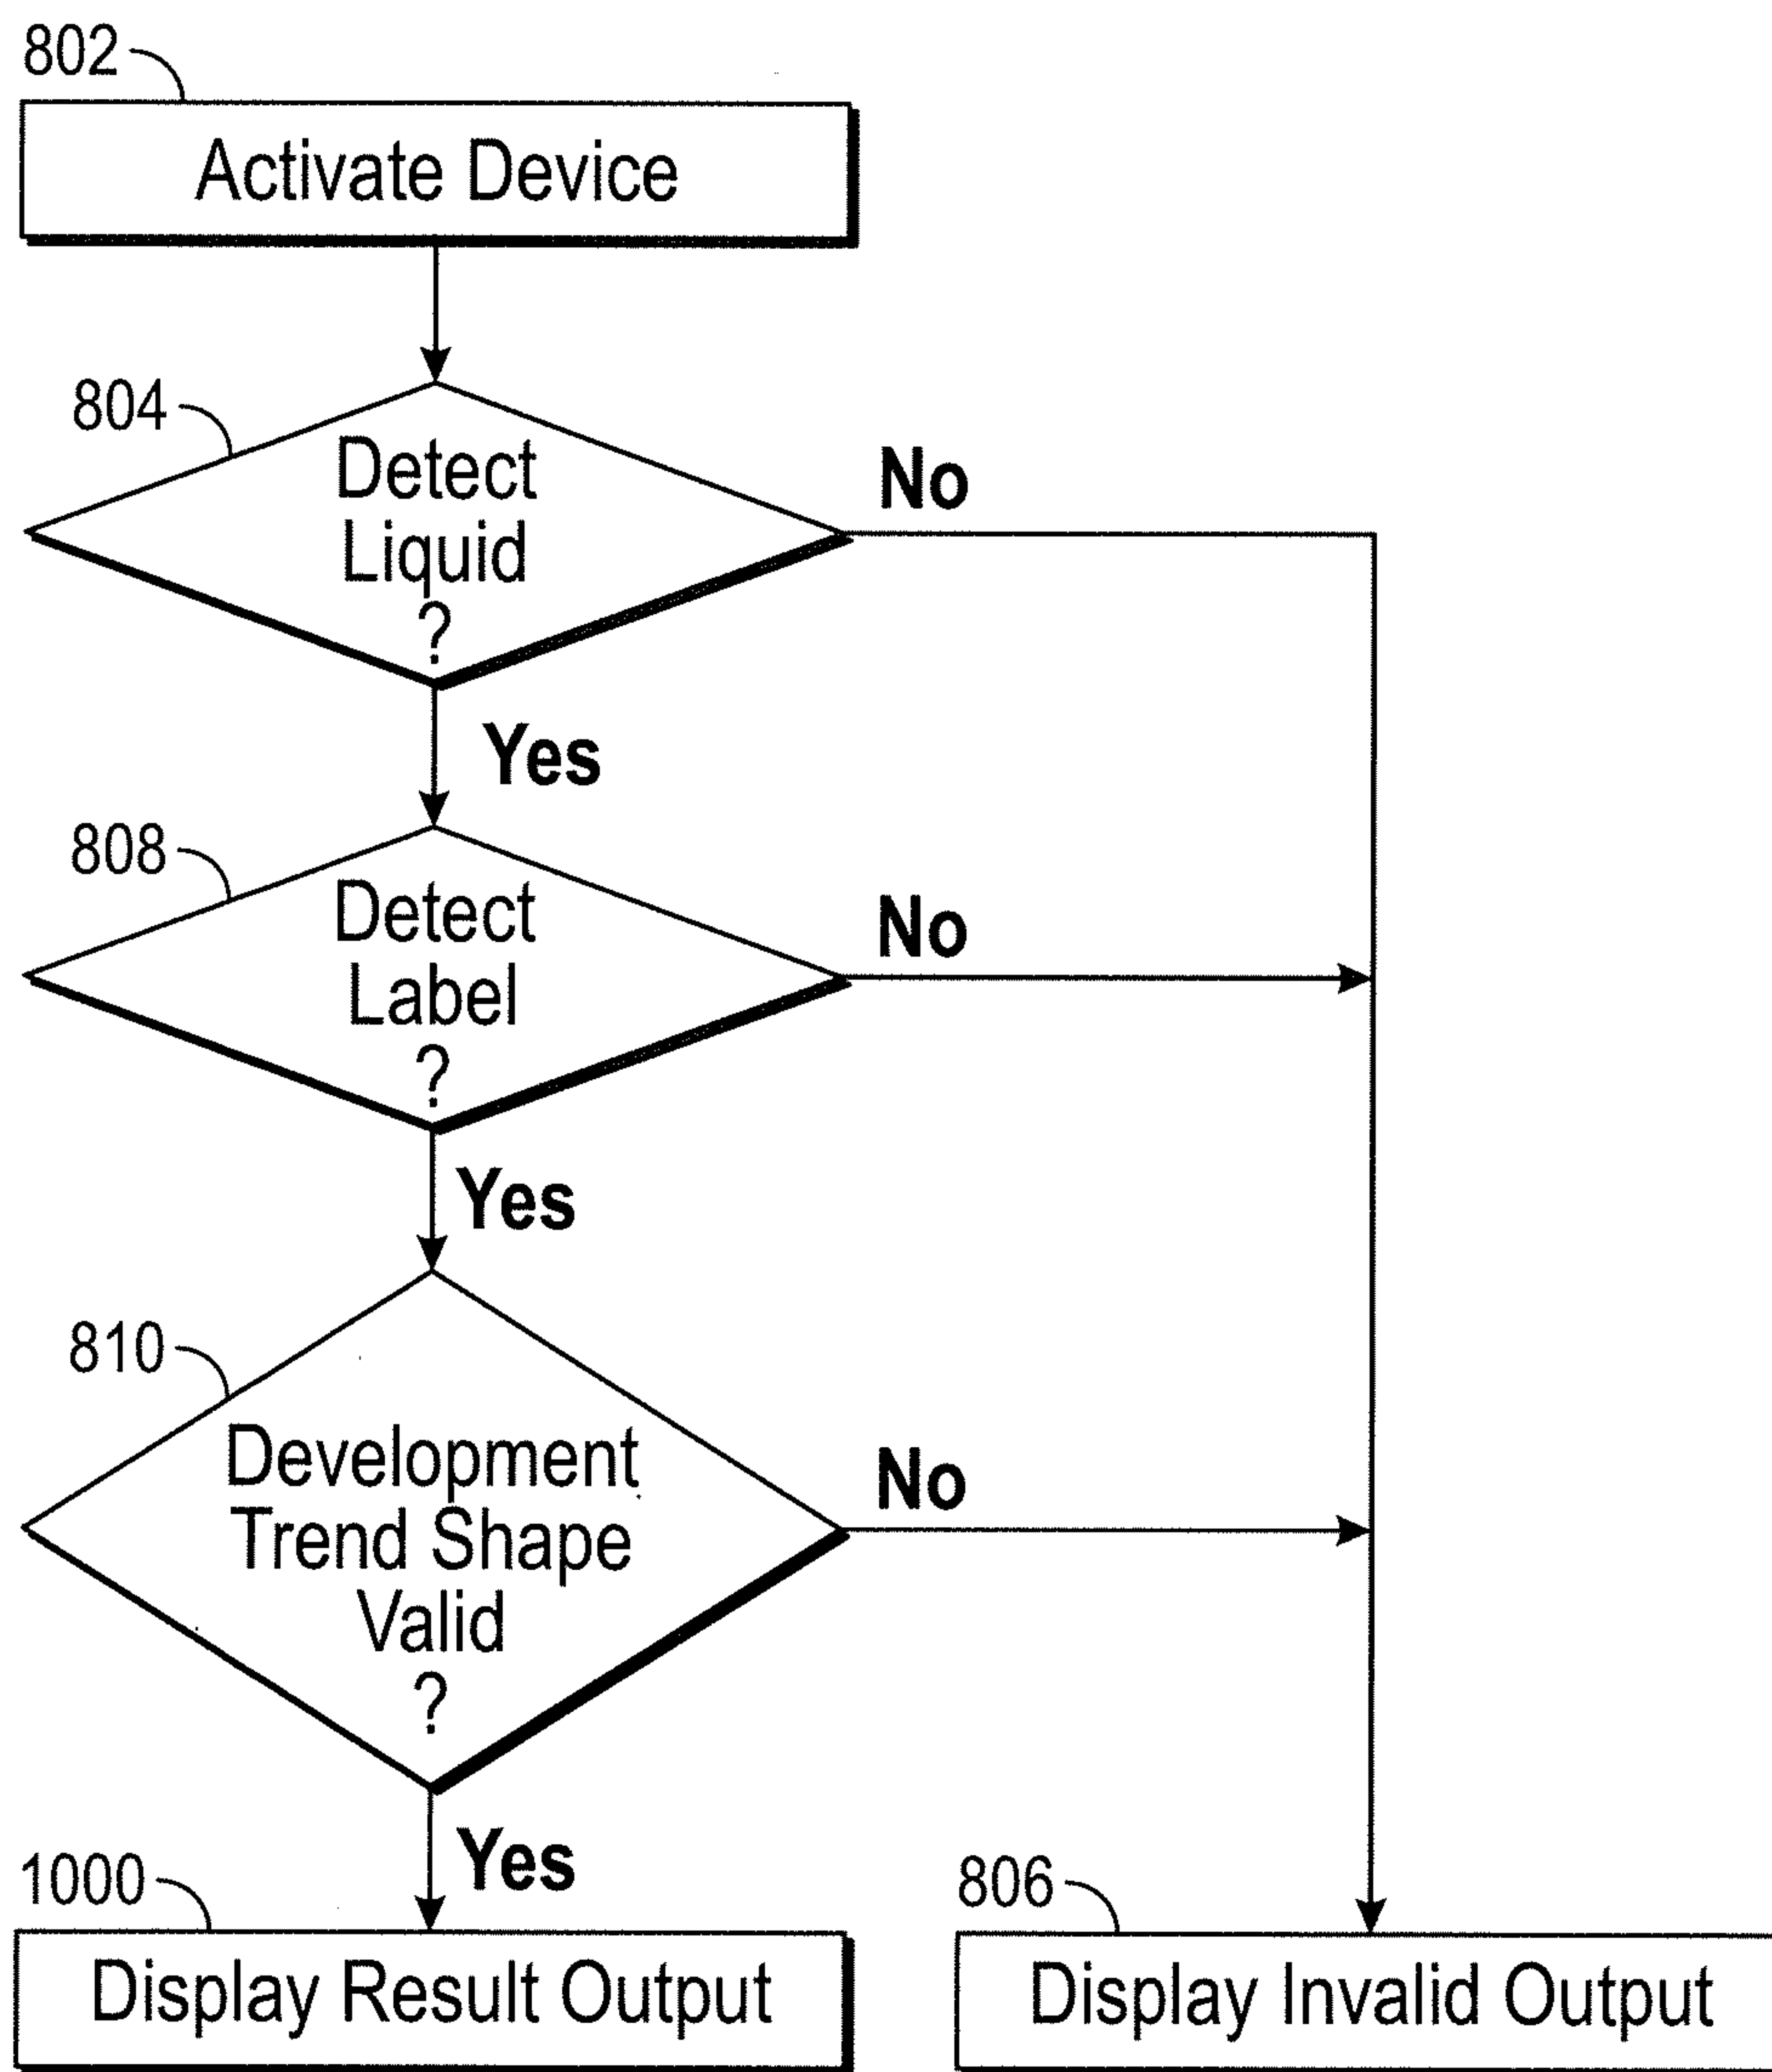 802
Activate Device
804
Detect
Liquid
?
No
Yes
808
Detect
Label
?
No
Yes
810
Development
Trend Shape
Valid
?
No
Yes
1000
Display Result Output
806
Display Invalid Output